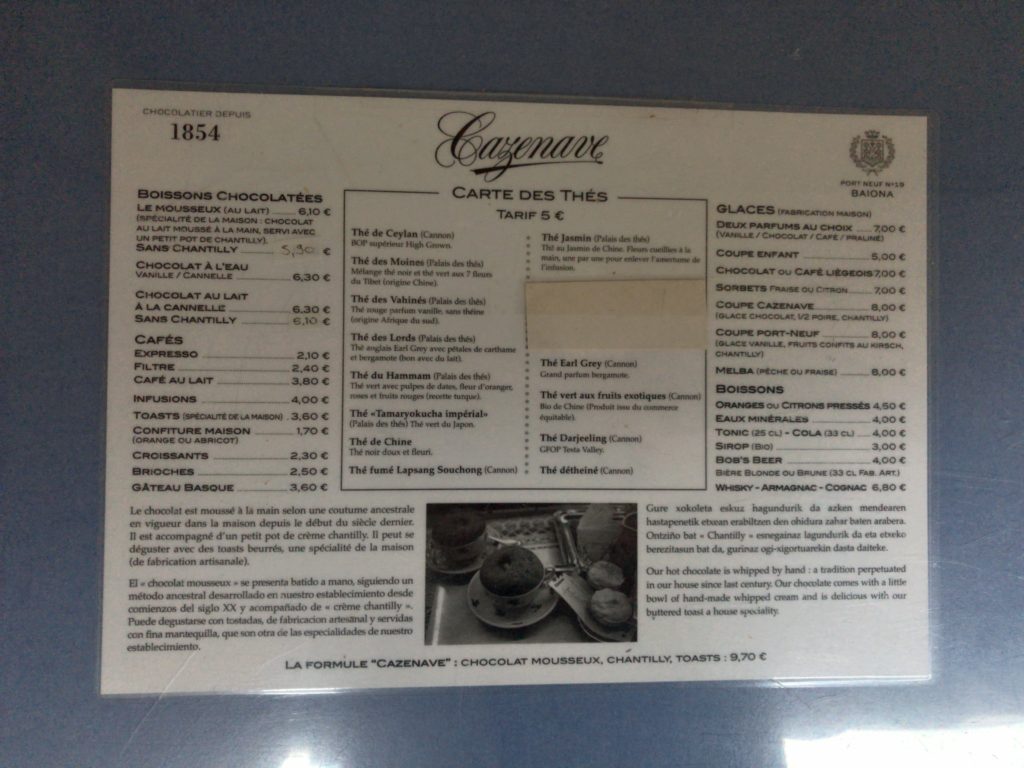 CHOCOLATIER DEPUIS
1854
Cazenave
PORT NEUF Nº19
BAIONA
BOISSONS CHOCOLATÉES
LE MOUSSEUX (AU LAIT) 6,10 €
(SPÉCIALITÉ DE LA MAISON : CHOCOLAT
AU LAIT MOUSSÉ À LA MAIN, SERVI AVEC
UN PETIT POT DE CHANTILLY).
SANS CHANTILLY 5,90 €
CHOCOLAT À L'EAU
VANILLE / CANNELLE 6,30 €
CHOCOLAT AU LAIT
À LA CANNELLE 6,30 €
SANS CHANTILLY 6,10 €
CAFÉS
EXPRESSO 2,10 €
FILTRE 2,40 €
CAFÉ AU LAIT 3,80 €
INFUSIONS 4,00 €
TOASTS (SPÉCIALITÉ DE LA MAISON) 3,60 €
CONFITURE MAISON 1,70 €
(ORANGE OU ABRICOT)
CROISSANTS 2,30 €
BRIOCHES 2,50 €
GÂTEAU BASQUE 3,60 €
CARTE DES THÉS
TARIF 5 €
Thé de Ceylan (Cannon)
BOP supérieur High Grown.
Thé des Moines (Palais des thés)
Mélange thé noir et thé vert aux 7 fleurs
du Tibet (origine Chine).
Thé des Vahinés (Palais des thés)
Thé rouge parfum vanille, sans théine
(origine Afrique du sud).
Thé des Lords (Palais des thés)
Thé anglais Earl Grey avec pétales de carthame
et bergamote (bon avec du lait).
Thé du Hammam (Palais des thés)
Thé vert avec pulpes de dates, fleur d'oranger,
roses et fruits rouges (recette turque).
Thé «Tamaryokucha impérial»
(Palais des thés) Thé vert du Japon.
Thé de Chine
Thé noir doux et fleuri.
Thé fumé Lapsang Souchong (Cannon)
Thé Jasmin (Palais des thés)
Thé au Jasmin de Chine. Fleurs cueillies à la
main, une par une pour enlever l'amertume de
l'infusion.
Thé Earl Grey (Cannon)
Grand parfum bergamote.
Thé vert aux fruits exotiques (Cannon)
Bio de Chine (Produit issu du commerce
équitable).
Thé Darjeeling (Cannon)
GFOP Testa Valley.
Thé déthéiné (Cannon)
GLACES (FABRICATION MAISON)
DEUX PARFUMS AU CHOIX 7,00 €
(VANILLE / CHOCOLAT / CAFÉ / PRALINÉ)
COUPE ENFANT 5,00 €
CHOCOLAT OU CAFÉ LIÉGEOIS 7,00 €
SORBETS FRAISE OU CITRON 7,00 €
COUPE CAZENAVE 8,00 €
(GLACE CHOCOLAT, 1/2 POIRE, CHANTILLY)
COUPE PORT-NEUF 8,00 €
(GLACE VANILLE, FRUITS CONFITS AU KIRSCH,
CHANTILLY)
MELBA (PÊCHE OU FRAISE) 8,00 €
BOISSONS
ORANGES OU CITRONS PRESSÉS 4,50 €
EAUX MINÉRALES 4,00 €
TONIC (25 CL) - COLA (33 CL) 4,00 €
SIROP (BIO) 3,00 €
BOB'S BEER 4,00 €
BIÈRE BLONDE OU BRUNE (33 CL FAB. ART.)
WHISKY - ARMAGNAC - COGNAC 6,80 €
Le chocolat est moussé à la main selon une coutume ancestrale
en vigueur dans la maison depuis le début du siècle dernier.
Il est accompagné d'un petit pot de crème chantilly. Il peut se
déguster avec des toasts beurrés, une spécialité de la maison
(de fabrication artisanale).
El « chocolat mousseux » se presenta batido a mano, siguiendo un
método ancestral desarrollado en nuestro establecimiento desde
comienzos del siglo XX y acompañado de « crème chantilly ».
Puede degustarse con tostadas, de fabricacion artesanal y servidas
con fina mantequilla, que son otra de las especialidades de nuestro
establecimiento.
Gure xokoleta eskuz hagundurik da azken mendearen
hastapenetik etxean erabiltzen den ohidura zahar baten arabera.
Ontziño bat « Chantilly » esnegainaz lagundurik da eta etxeko
berezitasun bat da, gurinaz ogi-xigortuarekin dasta daiteke.
Our hot chocolate is whipped by hand : a tradition perpetuated
in our house since last century. Our chocolate comes with a little
bowl of hand-made whipped cream and is delicious with our
buttered toast a house speciality.
LA FORMULE "CAZENAVE" : CHOCOLAT MOUSSEUX, CHANTILLY, TOASTS : 9,70 €